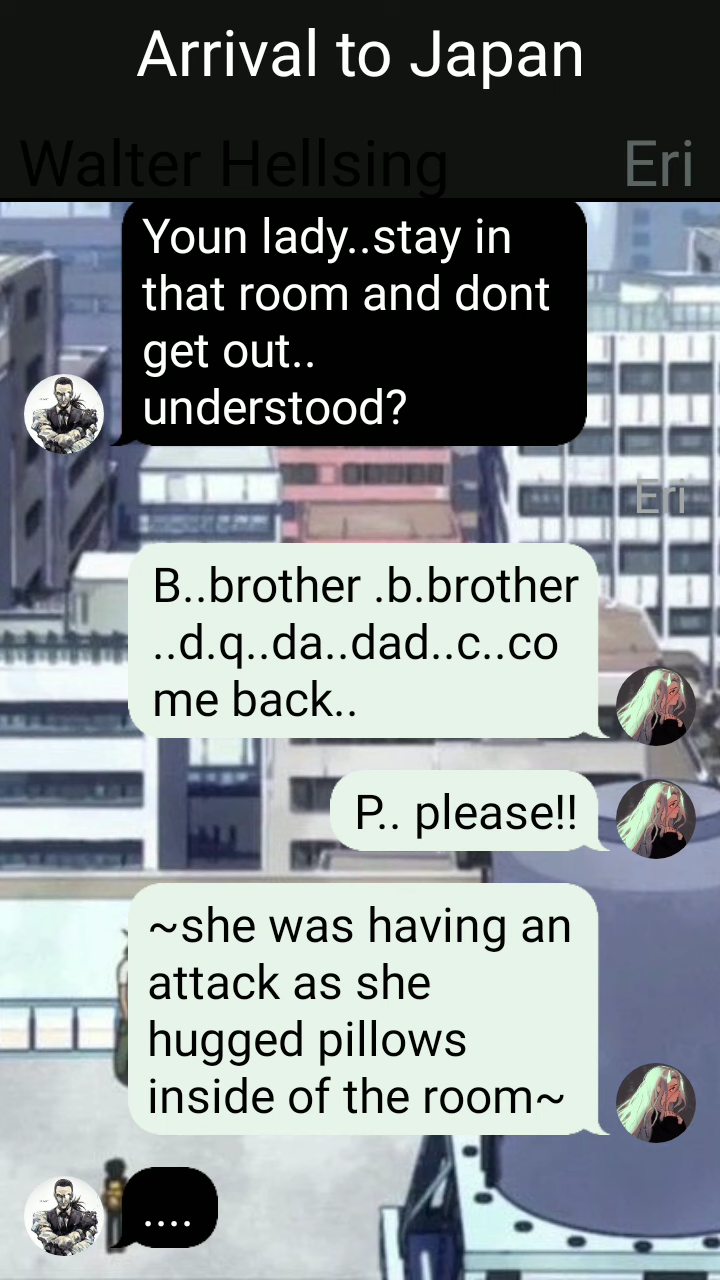 Arrival to Japan
Walter Hellsing
Eri
Youn lady..stay in
that room and dont
get out..
understood?
Eri
B..brother .b.brother
..d.q..da..dad..c..co
me back..
P.. please!!
~she was having an
attack as she
hugged pillows
inside of the room~
....